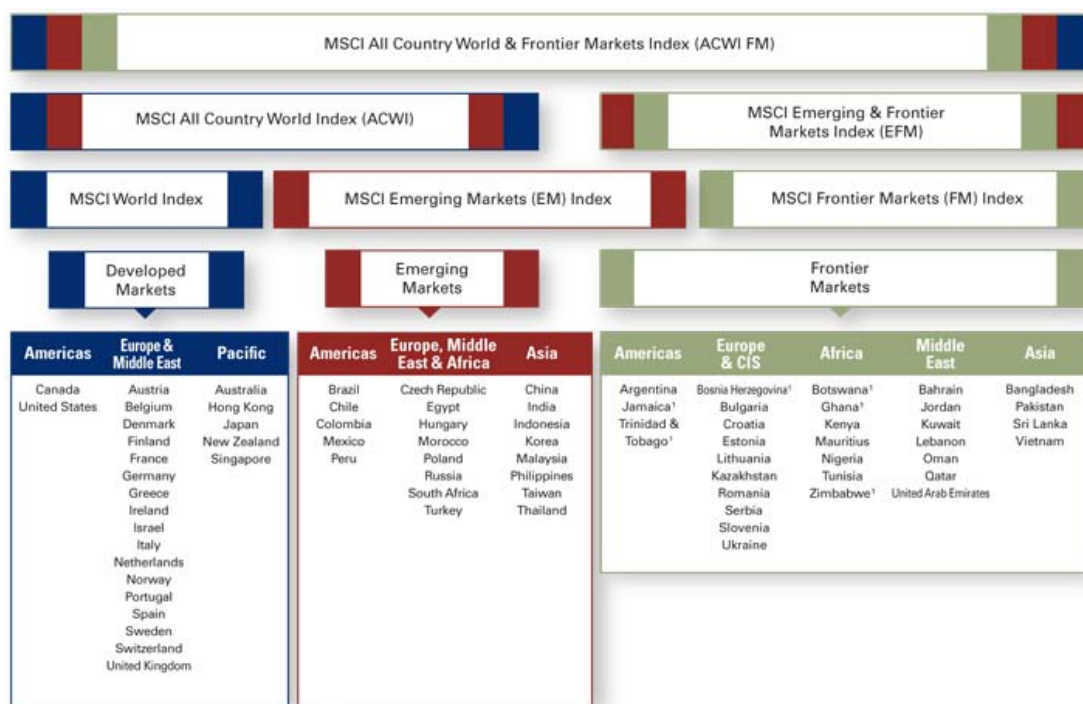 MSCI All Country World & Frontier Markets Index (ACWI FM)
MSCI All Country World Index (ACWI)
MSCI Emerging & Frontier
Markets Index (EFM)
MSCI World Index
MSCI Emerging Markets (EM) Index
MSCI Frontier Markets (FM) Index
Developed
Markets
Emerging
Markets
Frontier
Markets
Americas
Canada
United States
Europe &
Middle East
Austria
Belgium
Denmark
Finland
France
Germany
Greece
Ireland
Israel
Italy
Netherlands
Norway
Portugal
Spain
Sweden
Switzerland
United Kingdom
Pacific
Australia
Hong Kong
Japan
New Zealand
Singapore
Americas
Brazil
Chile
Colombia
Mexico
Peru
Europe, Middle
East & Africa
Czech Republic
Egypt
Hungary
Morocco
Poland
Russia
South Africa
Turkey
Asia
China
India
Indonesia
Korea
Malaysia
Philippines
Taiwan
Thailand
Americas
Argentina
Jamaica¹
Trinidad &
Tobago¹
Europe
& CIS
Bosnia Herzegovina¹
Bulgaria
Croatia
Estonia
Lithuania
Kazakhstan
Romania
Serbia
Slovenia
Ukraine
Africa
Botswana¹
Ghana¹
Kenya
Mauritius
Nigeria
Tunisia
Zimbabwe¹
Middle
East
Bahrain
Jordan
Kuwait
Lebanon
Oman
Qatar
United Arab Emirates
Asia
Bangladesh
Pakistan
Sri Lanka
Vietnam